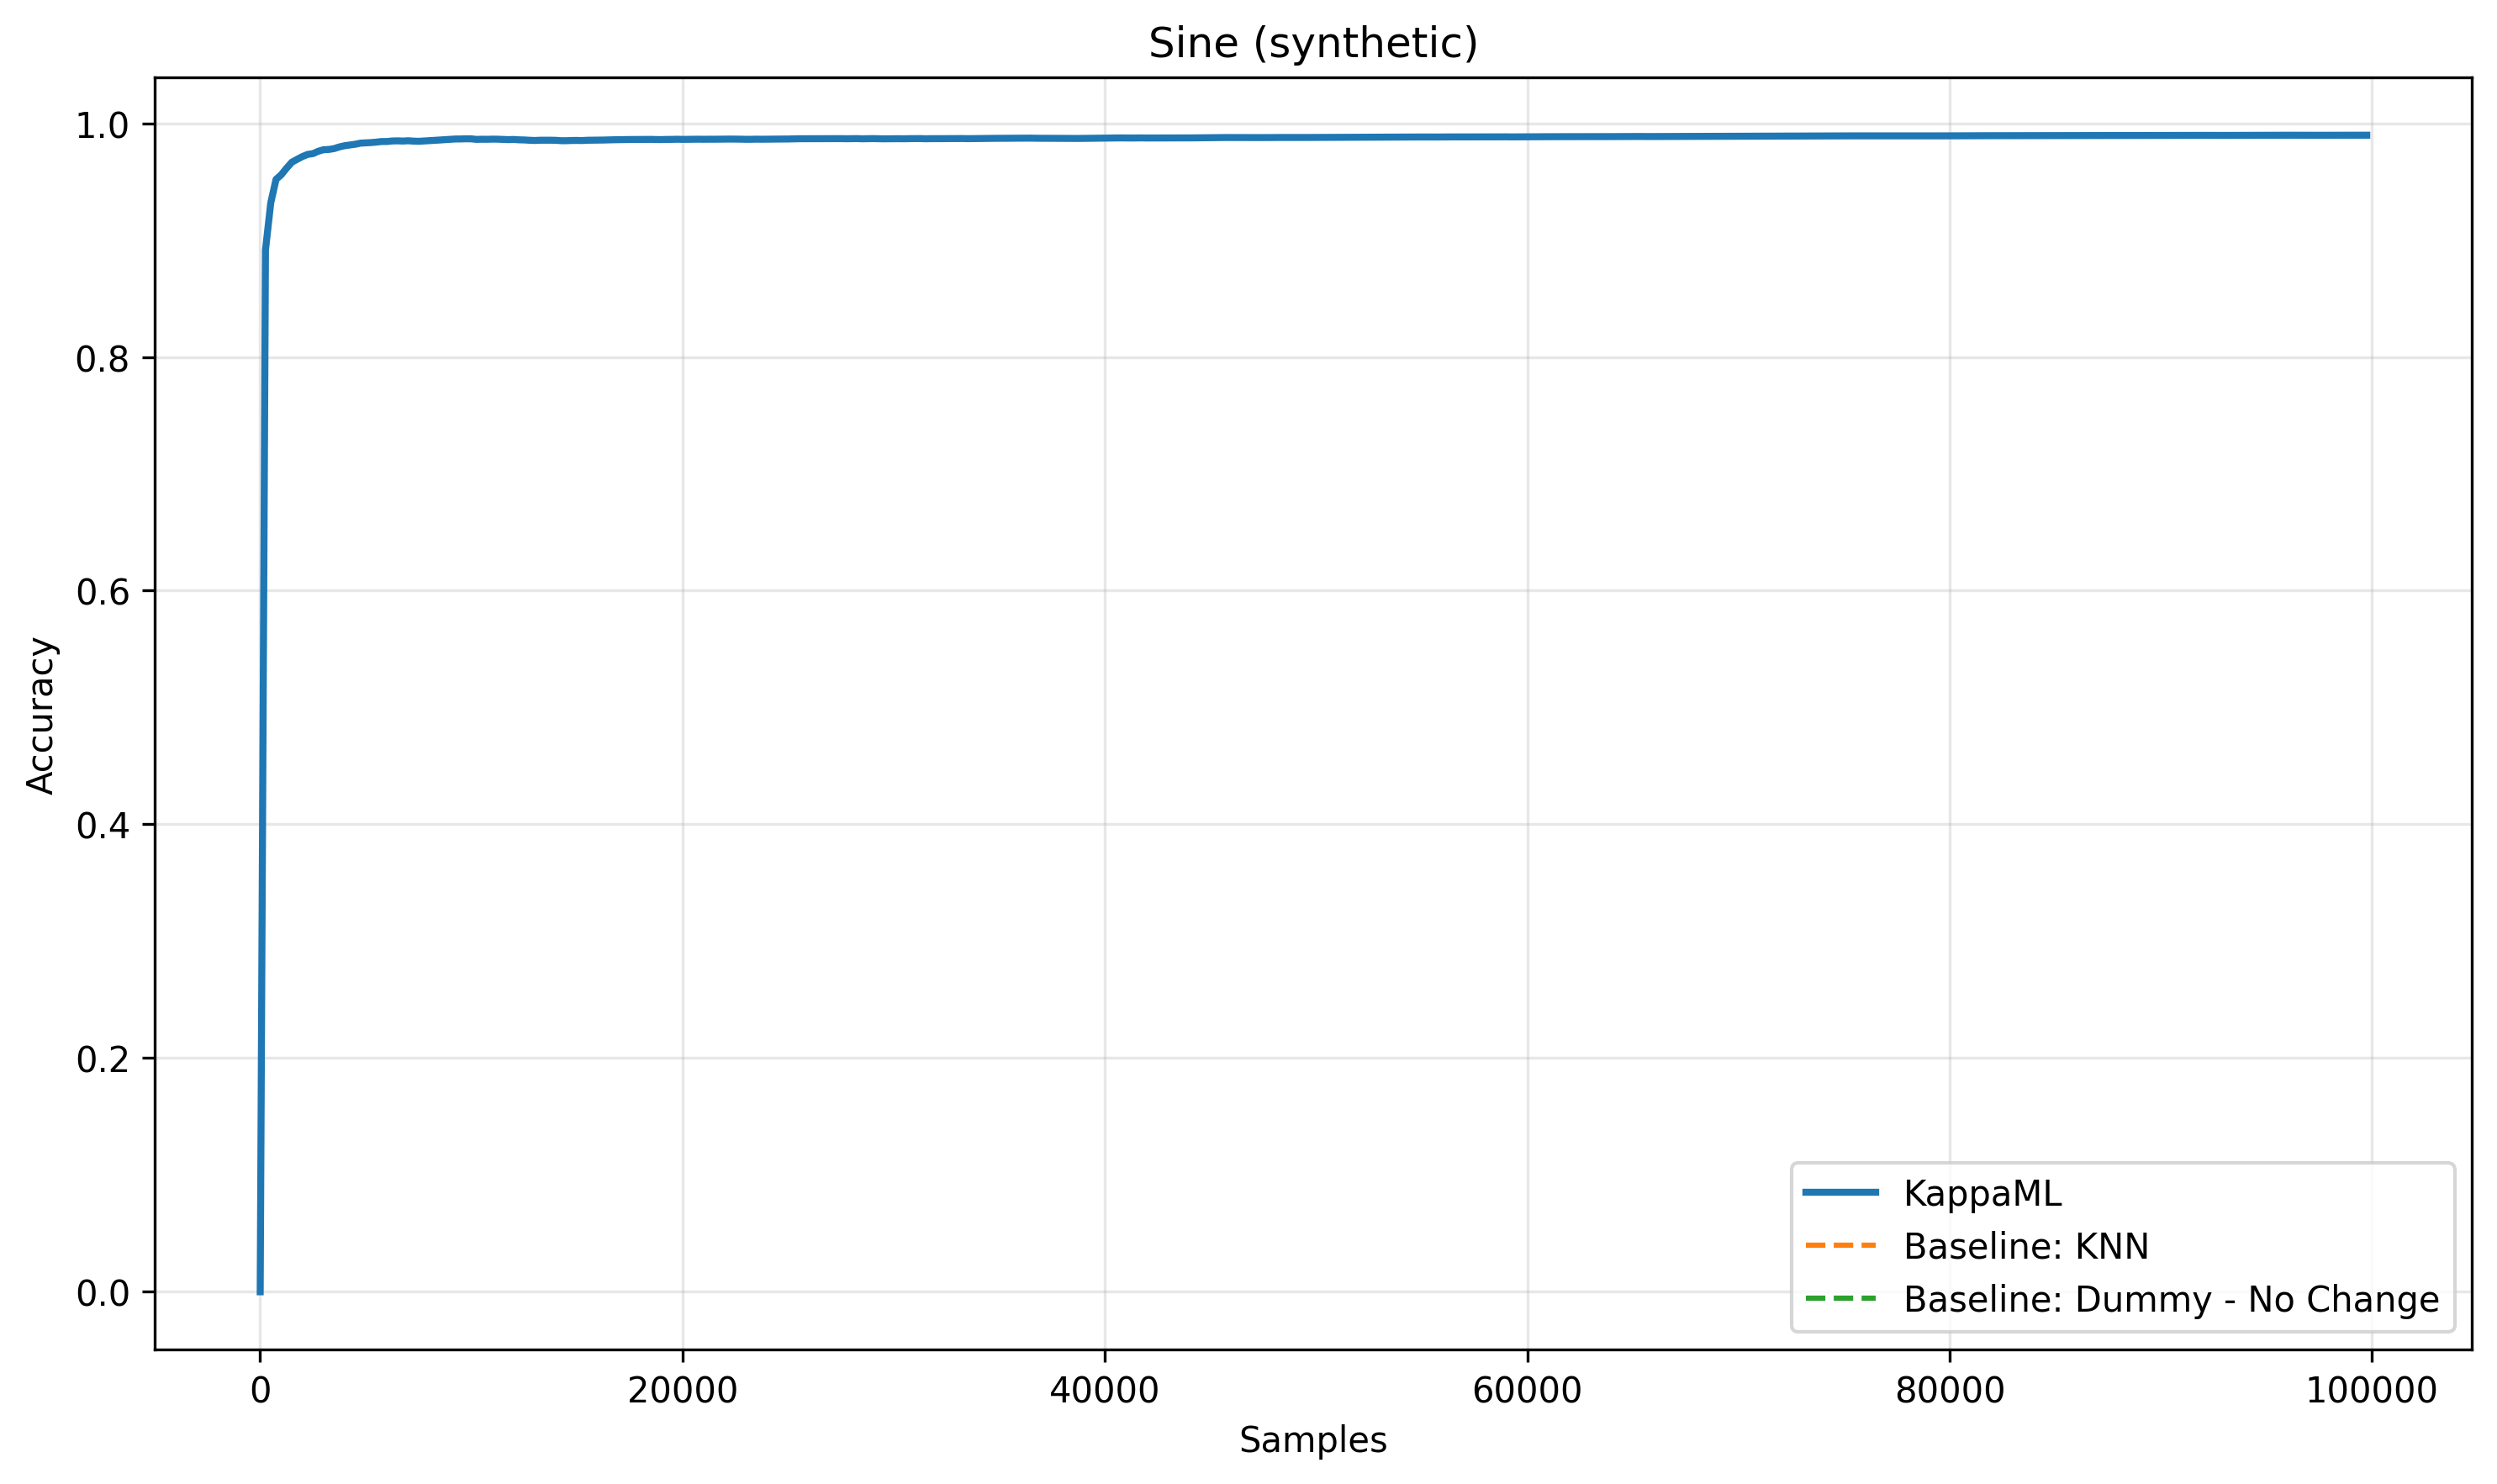 Sine (synthetic)
Accuracy
1.0
0.8
0.6
0.4
0.2
0.0
KappaML
Baseline: KNN
Baseline: Dummy - No Change
0 20000 40000 60000 80000 100000
Samples